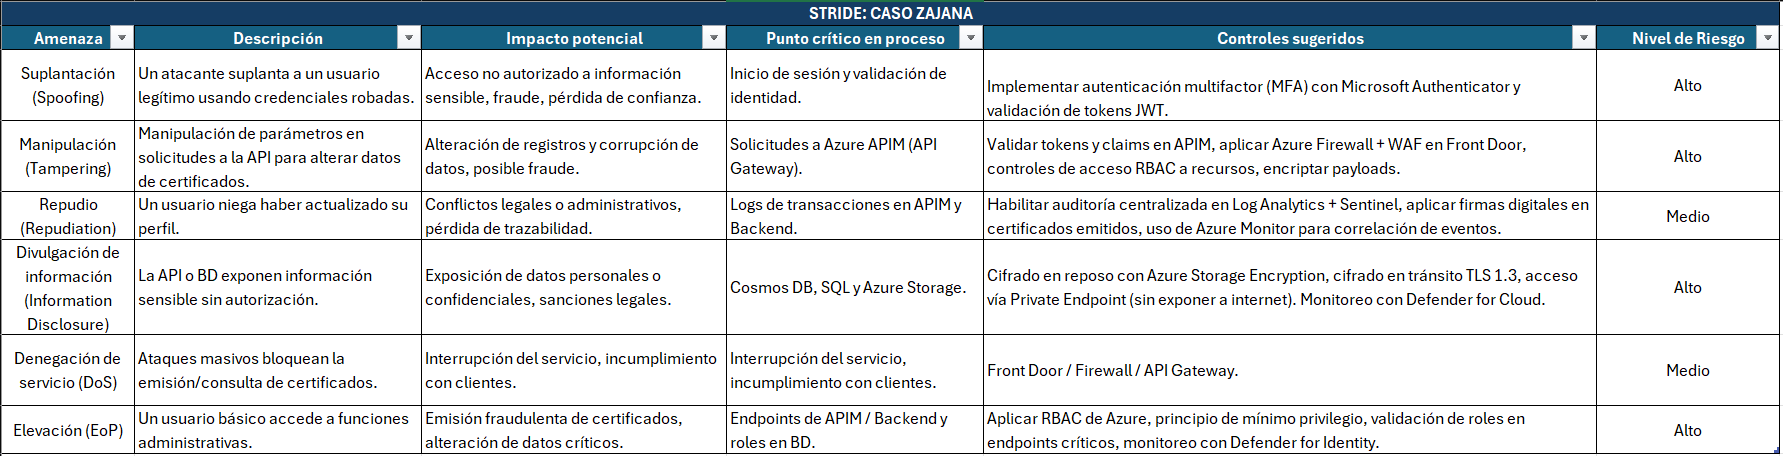 STRIDE: CASO ZAJANA
Amenaza
Descripción
Impacto potencial
Punto crítico en proceso
Controles sugeridos
Nivel de Riesgo
Suplantación
(Spoofing)
Un atacante suplanta a un usuario
legítimo usando credenciales robadas.
Acceso no autorizado a información
sensible, fraude, pérdida de confianza.
Inicio de sesión y validación de
identidad.
Implementar autenticación multifactor (MFA) con Microsoft Authenticator y
validación de tokens JWT.
Alto
Manipulación
(Tampering)
Manipulación de parámetros en
solicitudes a la API para alterar datos
de certificados.
Alteración de registros y corrupción de
datos, posible fraude.
Solicitudes a Azure APIM (API
Gateway).
Validar tokens y claims en APIM, aplicar Azure Firewall + WAF en Front Door,
controles de acceso RBAC a recursos, encriptar payloads.
Alto
Repudio
(Repudiation)
Un usuario niega haber actualizado su
perfil.
Conflictos legales o administrativos,
pérdida de trazabilidad.
Logs de transacciones en APIM y
Backend.
Habilitar auditoría centralizada en Log Analytics + Sentinel, aplicar firmas digitales en
certificados emitidos, uso de Azure Monitor para correlación de eventos.
Medio
Divulgación de
información
(Information
Disclosure)
La API o BD exponen información
sensible sin autorización.
Exposición de datos personales o
confidenciales, sanciones legales.
Cosmos DB, SQL y Azure Storage.
Cifrado en reposo con Azure Storage Encryption, cifrado en tránsito TLS 1.3, acceso
vía Private Endpoint (sin exponer a internet). Monitoreo con Defender for Cloud.
Alto
Denegación de
servicio (DoS)
Ataques masivos bloquean la
emisión/consulta de certificados.
Interrupción del servicio, incumplimiento
con clientes.
Interrupción del servicio,
incumplimiento con clientes.
Front Door / Firewall / API Gateway.
Medio
Elevación (EoP)
Un usuario básico accede a funciones
administrativas.
Emisión fraudulenta de certificados,
alteración de datos críticos.
Endpoints de APIM / Backend y
roles en BD.
Aplicar RBAC de Azure, principio de mínimo privilegio, validación de roles en
endpoints críticos, monitoreo con Defender for Identity.
Alto